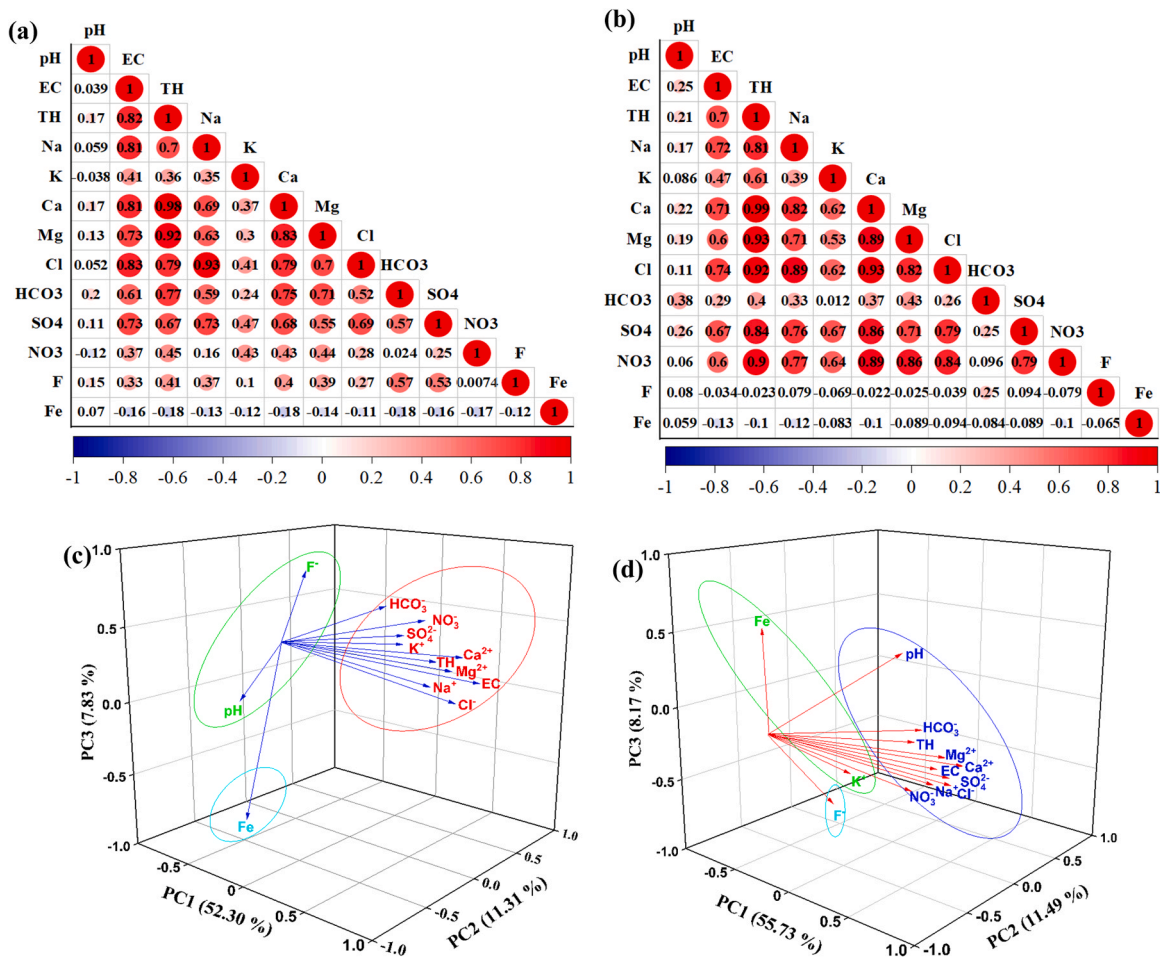 (a)
pH
pH 1 EC
EC 0.039 1 TH
TH 0.17 0.82 1 Na
Na 0.059 0.81 0.7 1 K
K -0.038 0.41 0.36 0.35 1 Ca
Ca 0.17 0.81 0.98 0.69 0.37 1 Mg
Mg 0.13 0.73 0.92 0.63 0.3 0.83 1 Cl
Cl 0.052 0.83 0.79 0.93 0.41 0.79 0.7 1 HCO3
HCO3 0.2 0.61 0.77 0.59 0.24 0.75 0.71 0.52 1 SO4
SO4 0.11 0.73 0.67 0.73 0.47 0.68 0.55 0.69 0.57 1 NO3
NO3 -0.12 0.37 0.45 0.16 0.43 0.43 0.44 0.28 0.024 0.25 1 F
F 0.15 0.33 0.41 0.37 0.1 0.4 0.39 0.27 0.57 0.53 0.0074 1 Fe
Fe 0.07 -0.16 -0.18 -0.13 -0.12 -0.18 -0.14 -0.11 -0.18 -0.16 -0.17 -0.12 1
-1 -0.8 -0.6 -0.4 -0.2 0 0.2 0.4 0.6 0.8 1
(b)
pH
pH 1 EC
EC 0.25 1 TH
TH 0.21 0.7 1 Na
Na 0.17 0.72 0.81 1 K
K 0.086 0.47 0.61 0.39 1 Ca
Ca 0.22 0.71 0.99 0.82 0.62 1 Mg
Mg 0.19 0.6 0.93 0.71 0.53 0.89 1 Cl
Cl 0.11 0.74 0.92 0.89 0.62 0.93 0.82 1 HCO3
HCO3 0.38 0.29 0.4 0.33 0.012 0.37 0.43 0.26 1 SO4
SO4 0.26 0.67 0.84 0.76 0.67 0.86 0.71 0.79 0.25 1 NO3
NO3 0.06 0.6 0.9 0.77 0.64 0.89 0.86 0.84 0.096 0.79 1 F
F 0.08 -0.034 -0.023 0.079 -0.069 -0.022 -0.025 -0.039 0.25 0.094 -0.079 1 Fe
Fe 0.059 -0.13 -0.1 -0.12 -0.083 -0.1 -0.089 -0.094 -0.084 -0.089 -0.1 -0.065 1
-1 -0.8 -0.6 -0.4 -0.2 0 0.2 0.4 0.6 0.8 1
(c)
1.0
0.5
0.0
-0.5
-1.0
PC3 (7.83 %)
F⁻
HCO₃⁻
NO₃⁻
SO₄²⁻
K⁺
Ca²⁺
TH
Mg²⁺
EC
Na⁺
Cl⁻
pH
Fe
-0.5
0
0.5
1.0
PC1 (52.30 %)
-1.0
-0.5
0.0
0.5
1.0
PC2 (11.31 %)
(d)
1.0
0.5
0.0
-0.5
-1.0
PC3 (8.17 %)
Fe
pH
HCO₃⁻
TH
Mg²⁺
Ca²⁺
EC
SO₄²⁻
K⁺
Na⁺
Cl⁻
NO₃⁻
F⁻
-0.5
0
0.5
1.0
PC1 (55.73 %)
-1.0
-0.5
0.0
0.5
1.0
PC2 (11.49 %)